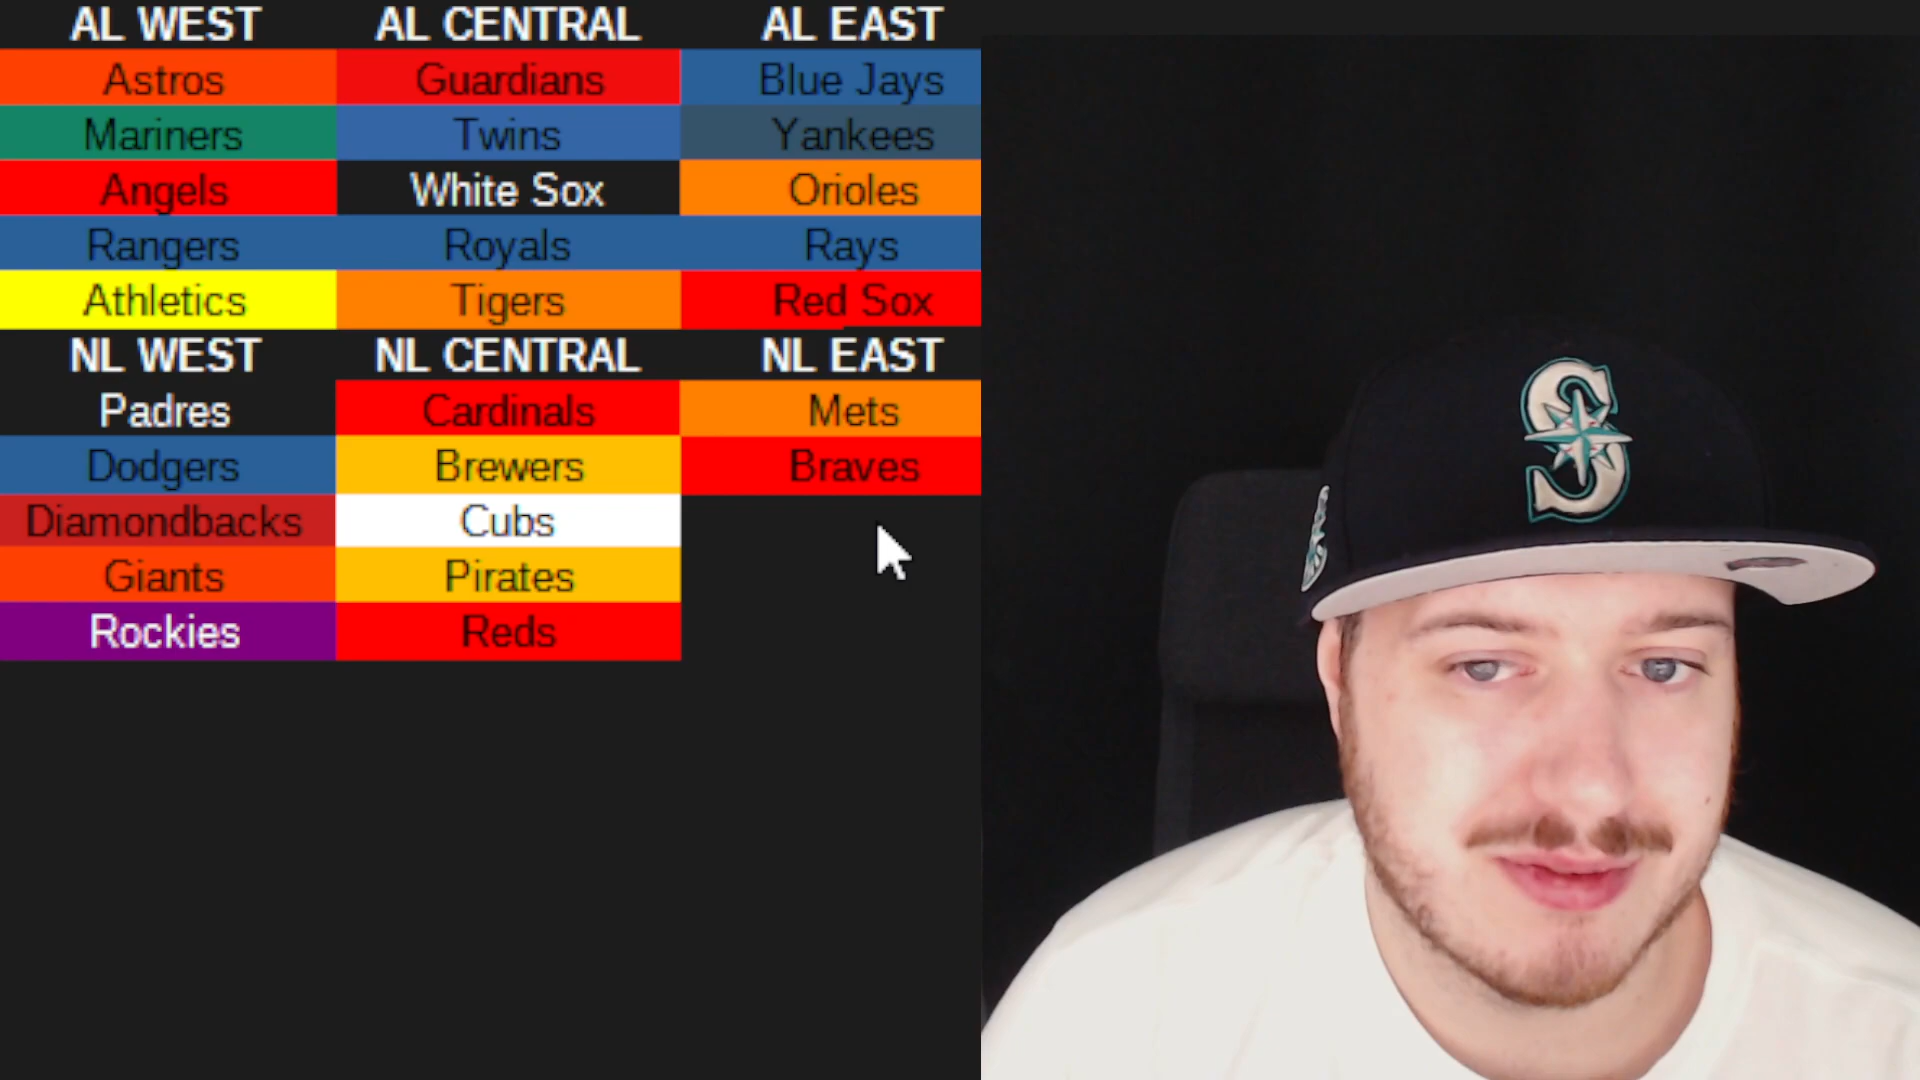 AL WEST AL CENTRAL AL EAST
Astros Guardians Blue Jays
Mariners Twins Yankees
Angels White Sox Orioles
Rangers Royals Rays
Athletics Tigers Red Sox
NL WEST NL CENTRAL NL EAST
Padres Cardinals Mets
Dodgers Brewers Braves
Diamondbacks Cubs
Giants Pirates
Rockies Reds
S